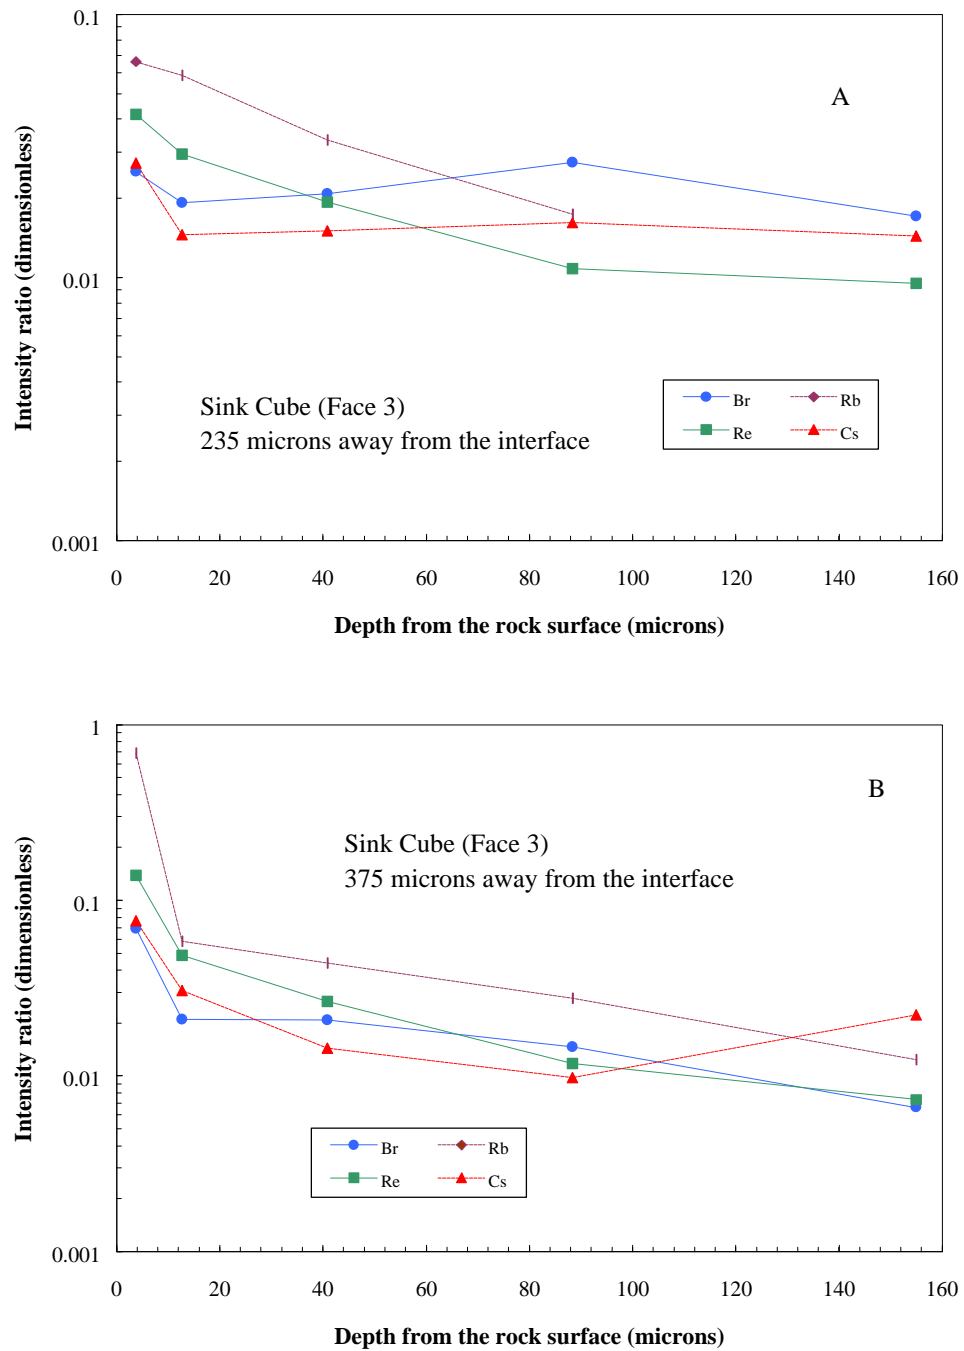 0.1
A
Intensity ratio (dimensionless)
0.01
Sink Cube (Face 3)
235 microns away from the interface
Br Rb
Re Cs
0.001
0 20 40 60 80 100 120 140 160
Depth from the rock surface (microns)
1
B
Sink Cube (Face 3)
375 microns away from the interface
Intensity ratio (dimensionless)
0.1
0.01
Br Rb
Re Cs
0.001
0 20 40 60 80 100 120 140 160
Depth from the rock surface (microns)